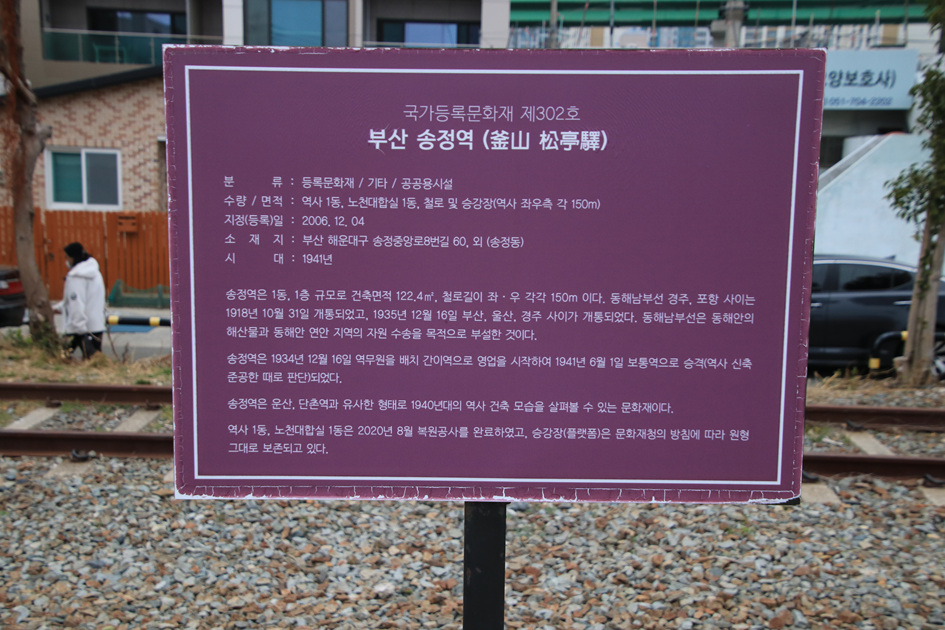 국가등록문화재 제302호
부산 송정역 (釜山 松亭驛)
분 류 : 등록문화재 / 기타 / 공공용시설
수량 / 면적 : 역사 1동, 노천대합실 1동, 철로 및 승강장(역사 좌우측 각 150m)
지정(등록)일 : 2006. 12. 04
소 재 지 : 부산 해운대구 송정중앙로8번길 60, 외 (송정동)
시 대 : 1941년
송정역은 1동, 1층 규모로 건축면적 122.4㎡, 철로길이 좌 · 우 각각 150m 이다. 동해남부선 경주, 포항 사이는
1918년 10월 31일 개통되었고, 1935년 12월 16일 부산, 울산, 경주 사이가 개통되었다. 동해남부선은 동해안의
해산물과 동해안 연안 지역의 자원 수송을 목적으로 부설한 것이다.
송정역은 1934년 12월 16일 역무원을 배치 간이역으로 영업을 시작하여 1941년 6월 1일 보통역으로 승격(역사 신축
준공한 때로 판단)되었다.
송정역은 운산, 단촌역과 유사한 형태로 1940년대의 역사 건축 모습을 살펴볼 수 있는 문화재이다.
역사 1동, 노천대합실 1동은 2020년 8월 복원공사를 완료하였고, 승강장(플랫폼)은 문화재청의 방침에 따라 원형
그대로 보존되고 있다.
요양보호사)
051-704-2202